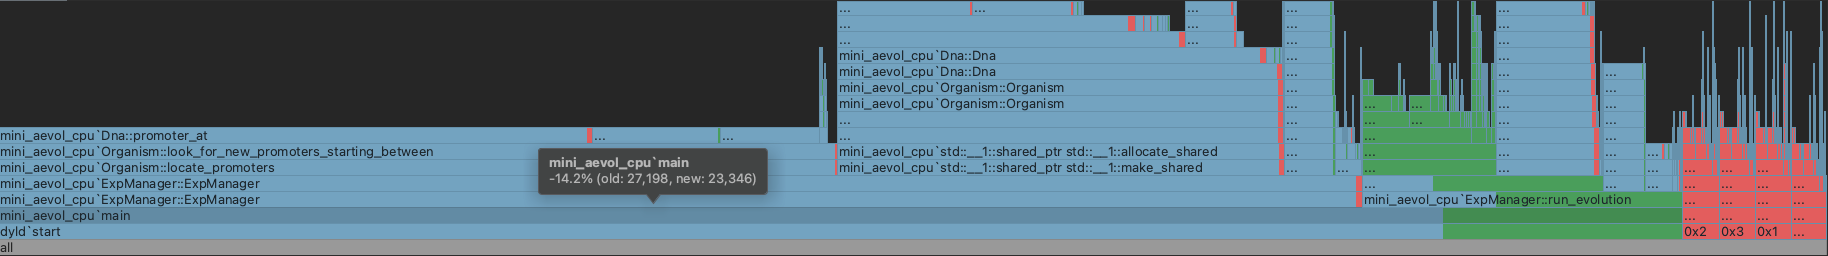 ... ... ... ... ...
... ... ... ...
... ... ... ...
mini_aevol_cpu`Dna::Dna ... ...
mini_aevol_cpu`Dna::Dna ... ... ...
mini_aevol_cpu`Organism::Organism ... ... ...
mini_aevol_cpu`Organism::Organism ... ... ... ... ...
... ... ... ... ... ...
mini_aevol_cpu`Dna::promoter_at ... ... ... ... ... ... ...
mini_aevol_cpu`Organism::look_for_new_promoters_starting_between mini_aevol_cpu`std::__1::shared_ptr std::__1::allocate_shared ... ... ... ... ...
mini_aevol_cpu`Organism::locate_promoters mini_aevol_cpu`std::__1::shared_ptr std::__1::make_shared ... ... ... ... ... ... ... ... ...
mini_aevol_cpu`ExpManager::ExpManager ... ... ... ... ... ... ...
mini_aevol_cpu`ExpManager::ExpManager mini_aevol_cpu`ExpManager::run_evolution ... ... ... ...
mini_aevol_cpu`main ... ... ... ...
dyld`start 0x2 0x3 0x1 ...
all
mini_aevol_cpu`main
-14.2% (old: 27,198, new: 23,346)